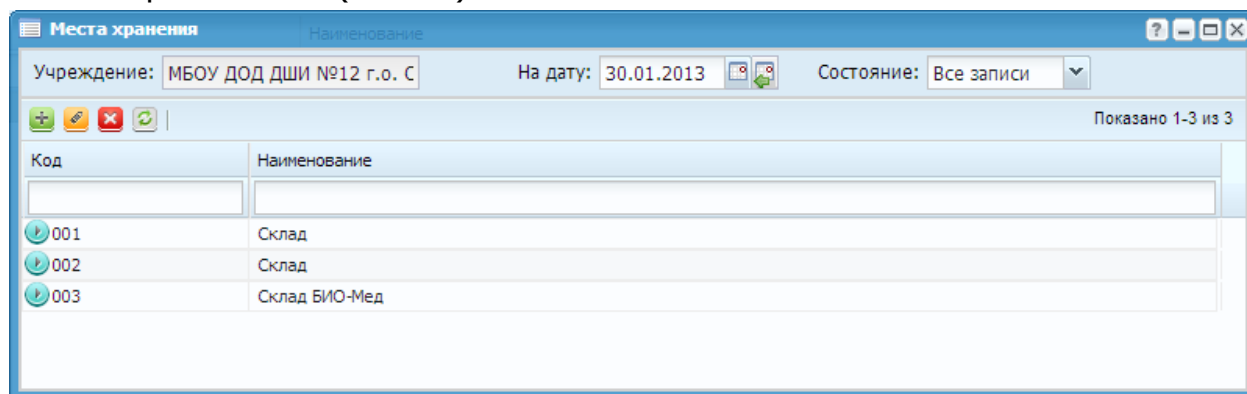 Места хранения
Наименование
Учреждение: МБОУ ДОД ДШИ №12 г.о. С На дату: 30.01.2013 Состояние: Все записи
Показано 1-3 из 3
Код Наименование
001 Склад
002 Склад
003 Склад БИО-Мед